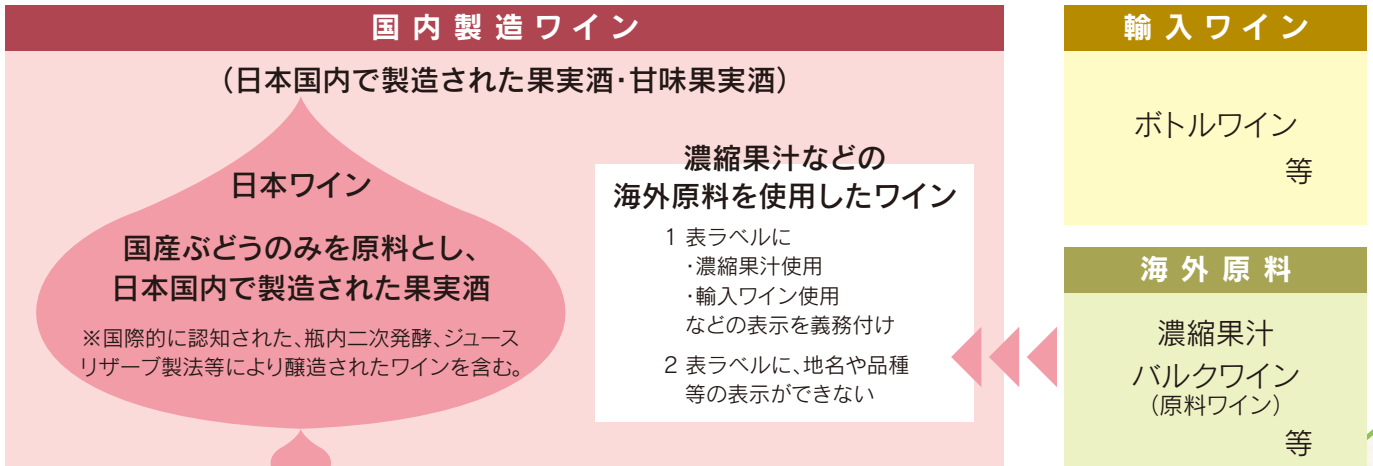 国内製造ワイン
(日本国内で製造された果実酒・甘味果実酒)
日本ワイン
国産ぶどうのみを原料とし、
日本国内で製造された果実酒
※国際的に認知された、瓶内二次発酵、ジュース
リザーブ製法等により醸造されたワインを含む。
濃縮果汁などの
海外原料を使用したワイン
1 表ラベルに
・濃縮果汁使用
・輸入ワイン使用
などの表示を義務付け
2 表ラベルに、地名や品種
等の表示ができない
輸入ワイン
ボトルワイン
等
海外原料
濃縮果汁
バルクワイン
(原料ワイン)
等